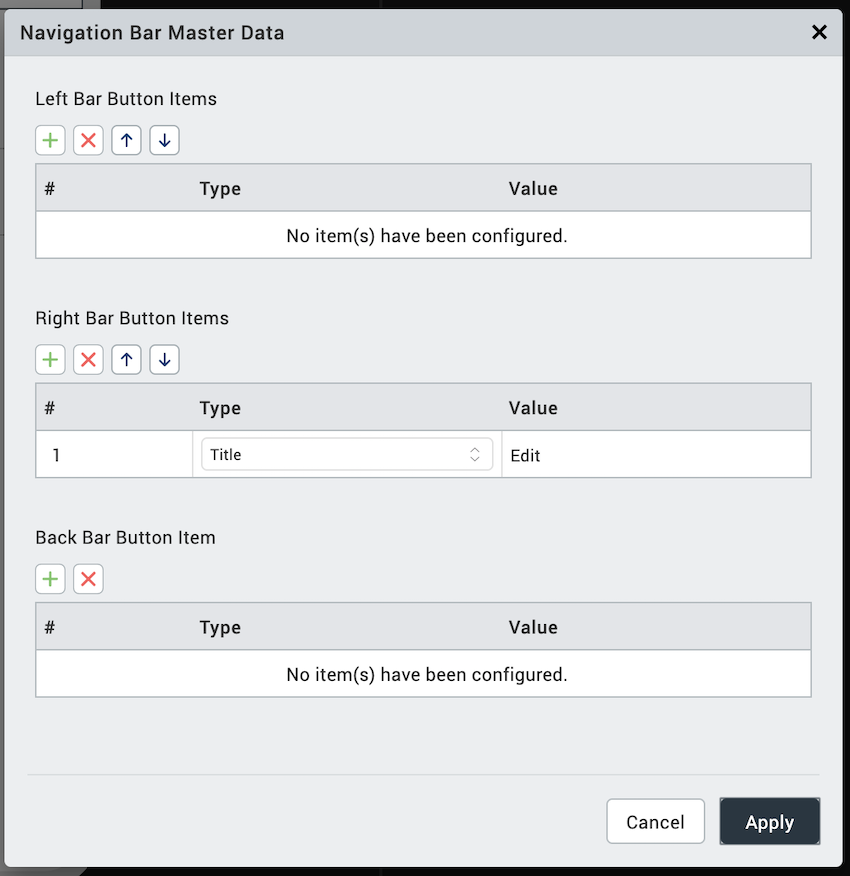 Navigation Bar Master Data
Left Bar Button Items
# Type Value
No item(s) have been configured.
Right Bar Button Items
# Type Value
1 Title Edit
Back Bar Button Item
# Type Value
No item(s) have been configured.
Cancel Apply